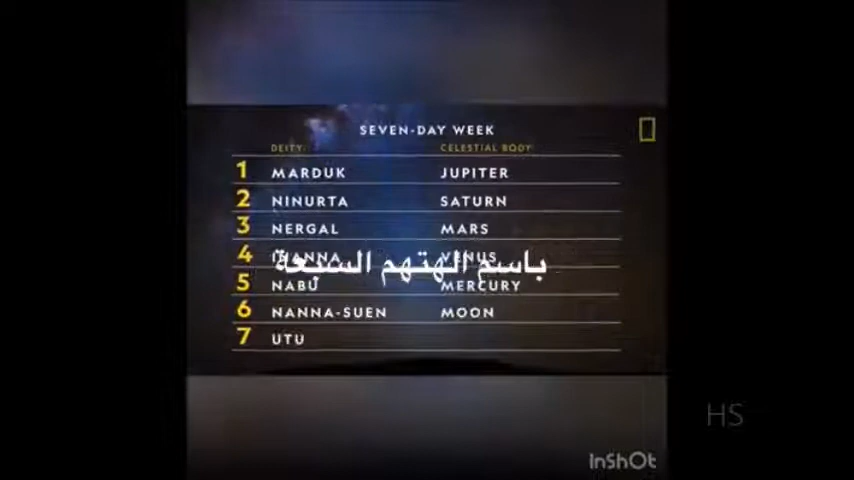 SEVEN-DAY WEEK
DEITY CELESTIAL BODY
1 MARDUK JUPITER
2 NINURTA SATURN
3 NERGAL MARS
4 INANNA VENUS
باسم الهتهم السبعة
5 NABU MERCURY
6 NANNA-SUEN MOON
7 UTU
HS
InShOt